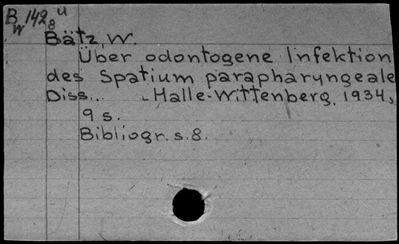 B 142 8 u
W
Bätz, W.
Über odontogene Infektion
des Spatium parapharyngeale
Diss.. . Halle-Wittenberg, 1934,
9 s.
Bibliogr. s. 8.